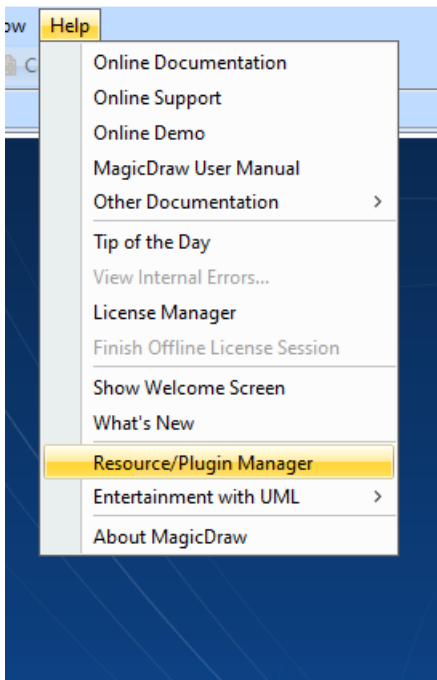 ow Help
C
Online Documentation
Online Support
Online Demo
MagicDraw User Manual
Other Documentation >
Tip of the Day
View Internal Errors...
License Manager
Finish Offline License Session
Show Welcome Screen
What's New
Resource/Plugin Manager
Entertainment with UML >
About MagicDraw